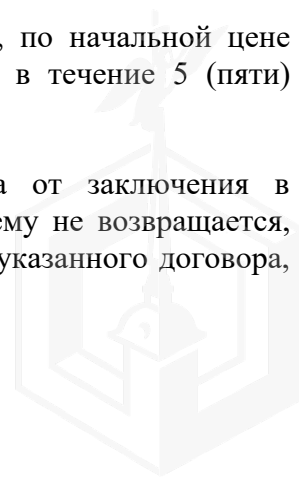 , по начальной цене
в течение 5 (пяти)
а от заключения в
ему не возвращается,
указанного договора,